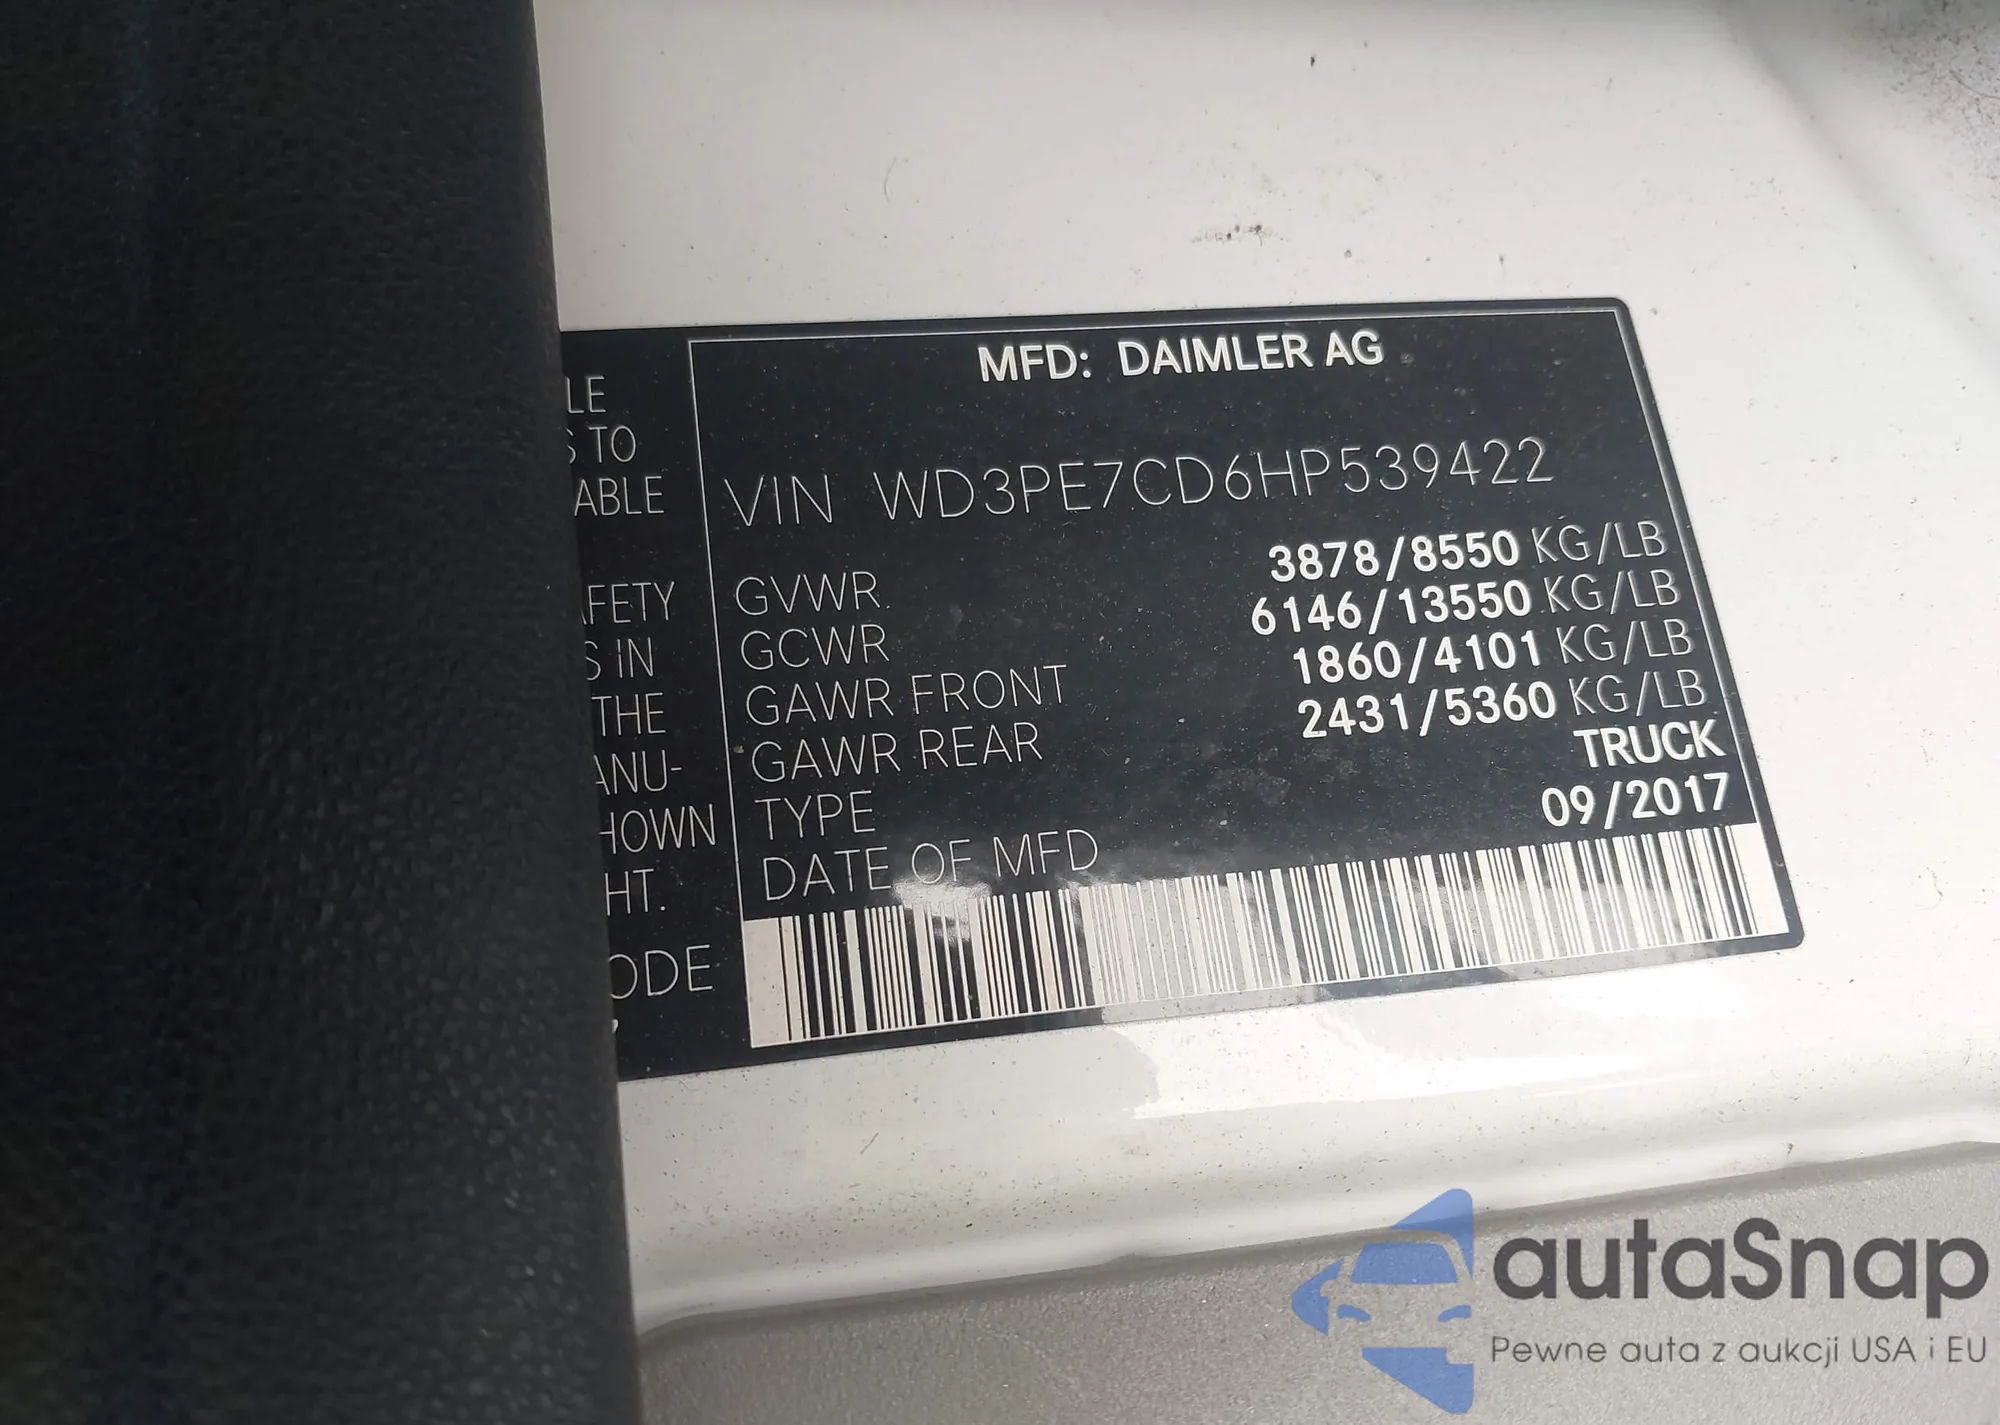 LE
S TO
ABLE
AFETY
S IN
THE
ANU-
HOWN
HT.
ODE
MFD: DAIMLER AG
VIN WD3PE7CD6HP539422
GVWR 3878/8550 KG/LB
GCWR 6146/13550 KG/LB
GAWR FRONT 1860/4101 KG/LB
GAWR REAR 2431/5360 KG/LB
TYPE TRUCK
DATE OF MFD 09/2017
autaSnap
Pewne auta z aukcji USA i EU